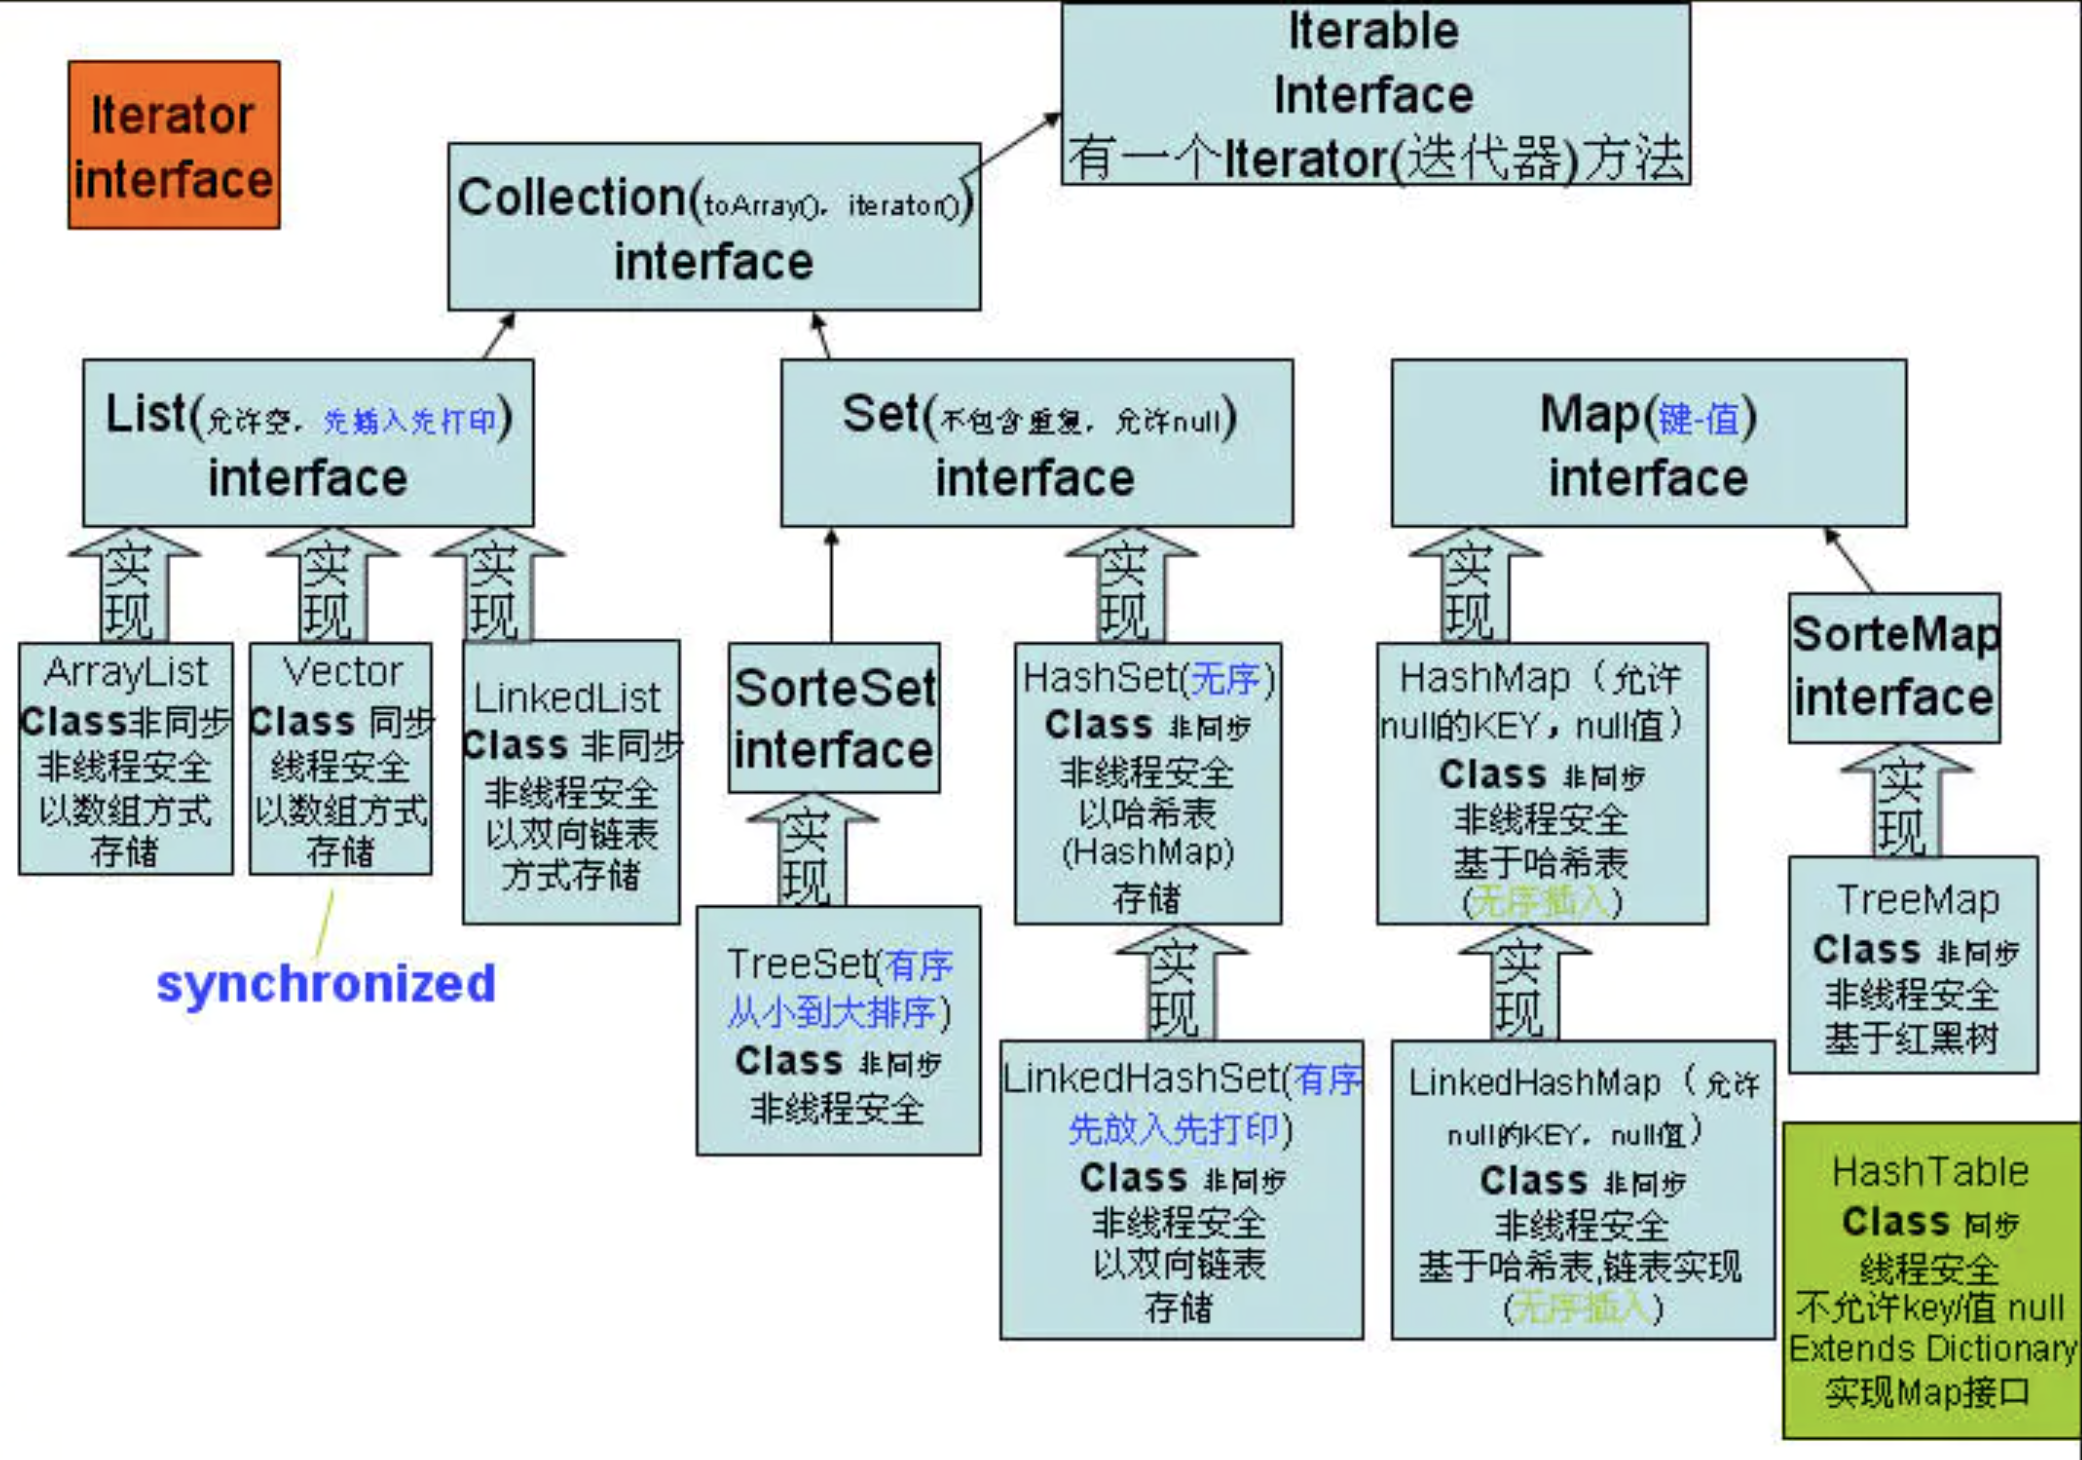 Iterator
interface
Iterable
Interface
有一个Iterator(迭代器)方法
Collection(toArray()，iterator())
interface
List(允许空，先插入先打印)
interface
Set(不包含重复，允许null)
interface
Map(键-值)
interface
实
现
实
现
实
现
实
现
实
现
ArrayList
Class非同步
非线程安全
以数组方式
存储
Vector
Class 同步
线程安全
以数组方式
存储
synchronized
LinkedList
Class 非同步
非线程安全
以双向链表
方式存储
SorteSet
interface
实
现
TreeSet(有序
从小到大排序)
Class 非同步
非线程安全
HashSet(无序)
Class 非同步
非线程安全
以哈希表
(HashMap)
存储
实
现
LinkedHashSet(有序
先放入先打印)
Class 非同步
非线程安全
以双向链表
存储
HashMap（允许
null的KEY，null值）
Class 非同步
非线程安全
基于哈希表
(无序插入)
实
现
LinkedHashMap（允许
null的KEY，null值）
Class 非同步
非线程安全
基于哈希表,链表实现
(无序插入)
SorteMap
interface
实
现
TreeMap
Class 非同步
非线程安全
基于红黑树
HashTable
Class 同步
线程安全
不允许key/值 null
Extends Dictionary
实现Map接口